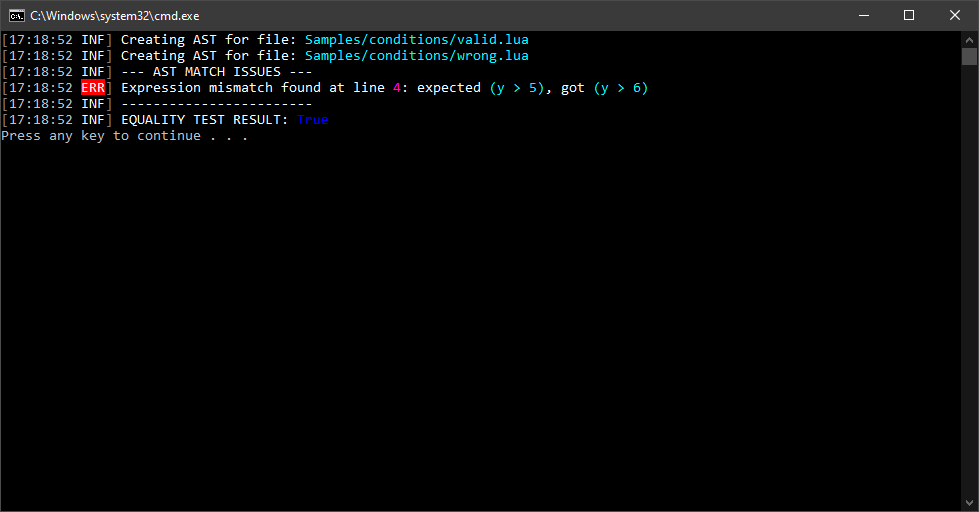 C:\Windows\system32\cmd.exe
[17:18:52 INF] Creating AST for file: Samples/conditions/valid.lua
[17:18:52 INF] Creating AST for file: Samples/conditions/wrong.lua
[17:18:52 INF] --- AST MATCH ISSUES ---
[17:18:52 ERR] Expression mismatch found at line 4: expected (y > 5), got (y > 6)
[17:18:52 INF] ------------------------
[17:18:52 INF] EQUALITY TEST RESULT: True
Press any key to continue . . .